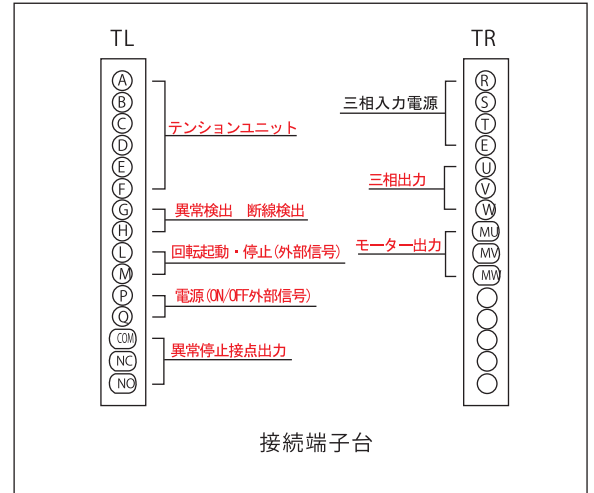 TL
A
B
C
D
E
F
G
H
L
M
P
Q
COM
NC
NO
テンションユニット
異常検出　断線検出
回転起動・停止(外部信号)
電源(ON/OFF外部信号)
異常停止接点出力
TR
三相入力電源
三相出力
モーター出力
R
S
T
E
U
V
W
MU
MV
MW
接続端子台